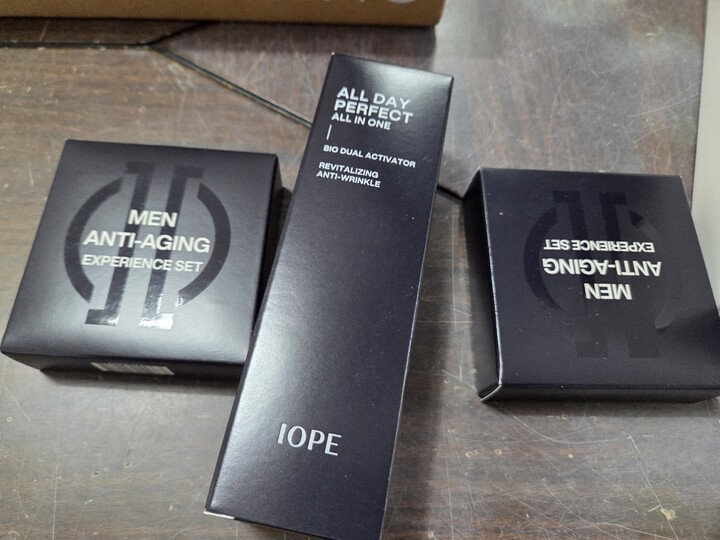 MEN
ANTI-AGING
EXPERIENCE SET
ALL DAY
PERFECT
ALL IN ONE
BIO DUAL ACTIVATOR
REVITALIZING
ANTI-WRINKLE
IOPE
MEN
ANTI-AGING
EXPERIENCE SET